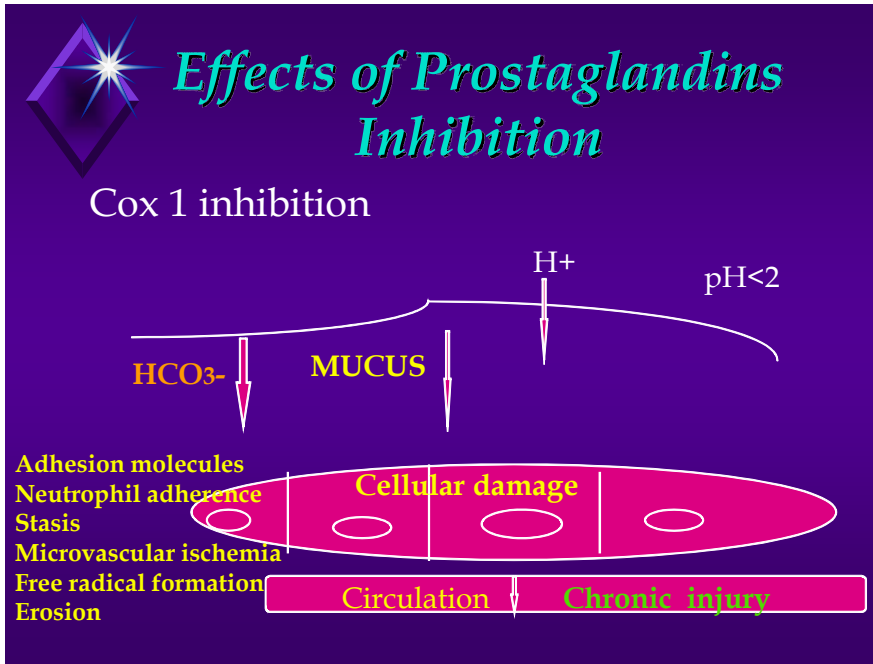 Effects of Prostaglandins
Inhibition
Cox 1 inhibition
H+
pH<2
HCO3-
MUCUS
Adhesion molecules
Neutrophil adherence
Stasis
Microvascular ischemia
Free radical formation
Erosion
Cellular damage
Circulation
Chronic injury